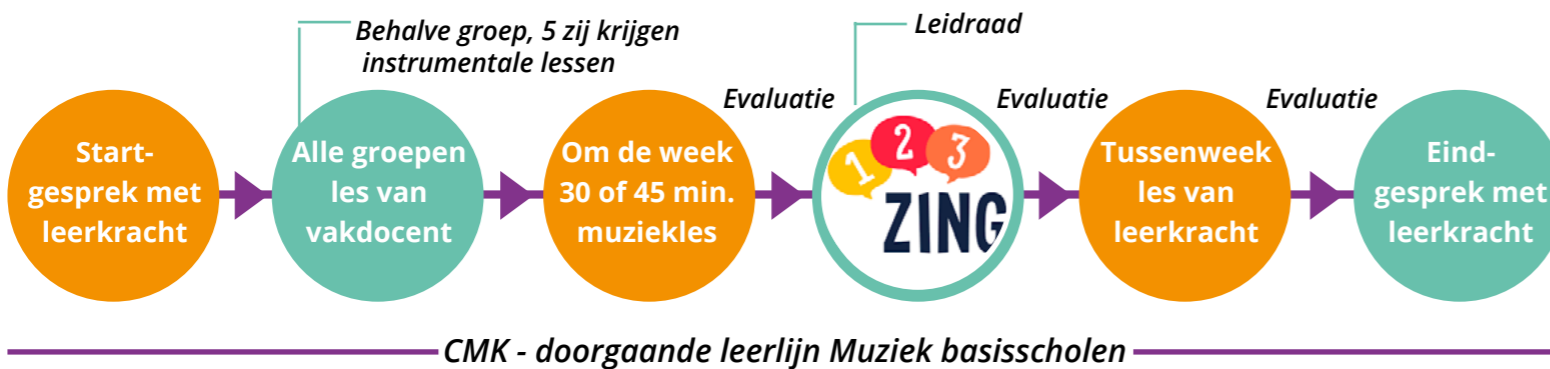 Behalve groep, 5 zij krijgen
instrumentale lessen
Leidraad
Evaluatie
Evaluatie
Evaluatie
Start-
gesprek met
leerkracht
Alle groepen
les van
vakdocent
Om de week
30 of 45 min.
muziekles
1 2 3
ZING
Tussenweek
les van
leerkracht
Eind-
gesprek met
leerkracht
CMK - doorgaande leerlijn Muziek basisscholen